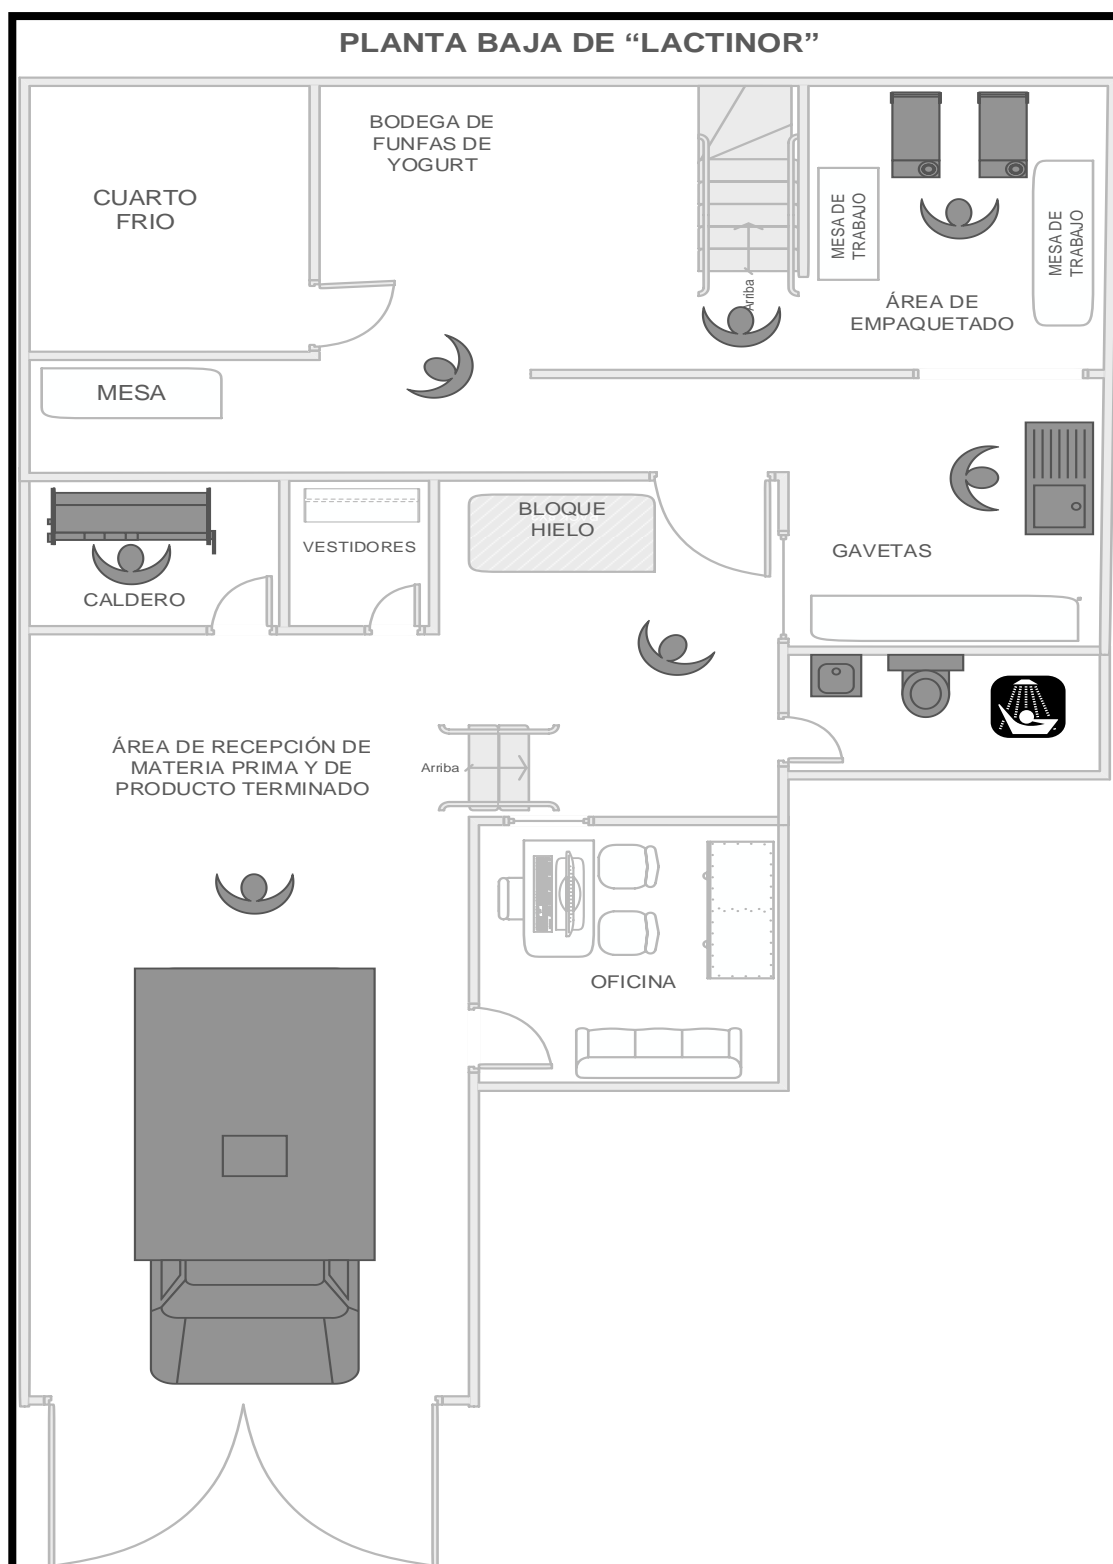 PLANTA BAJA DE “LACTINOR”
BODEGA DE
FUNFAS DE
YOGURT
CUARTO
FRIO
MESA DE
TRABAJO
MESA DE
TRABAJO
Arriba
ÁREA DE
EMPAQUETADO
MESA
BLOQUE
HIELO
VESTIDORES
GAVETAS
CALDERO
ÁREA DE RECEPCIÓN DE
MATERIA PRIMA Y DE
PRODUCTO TERMINADO
Arriba
OFICINA